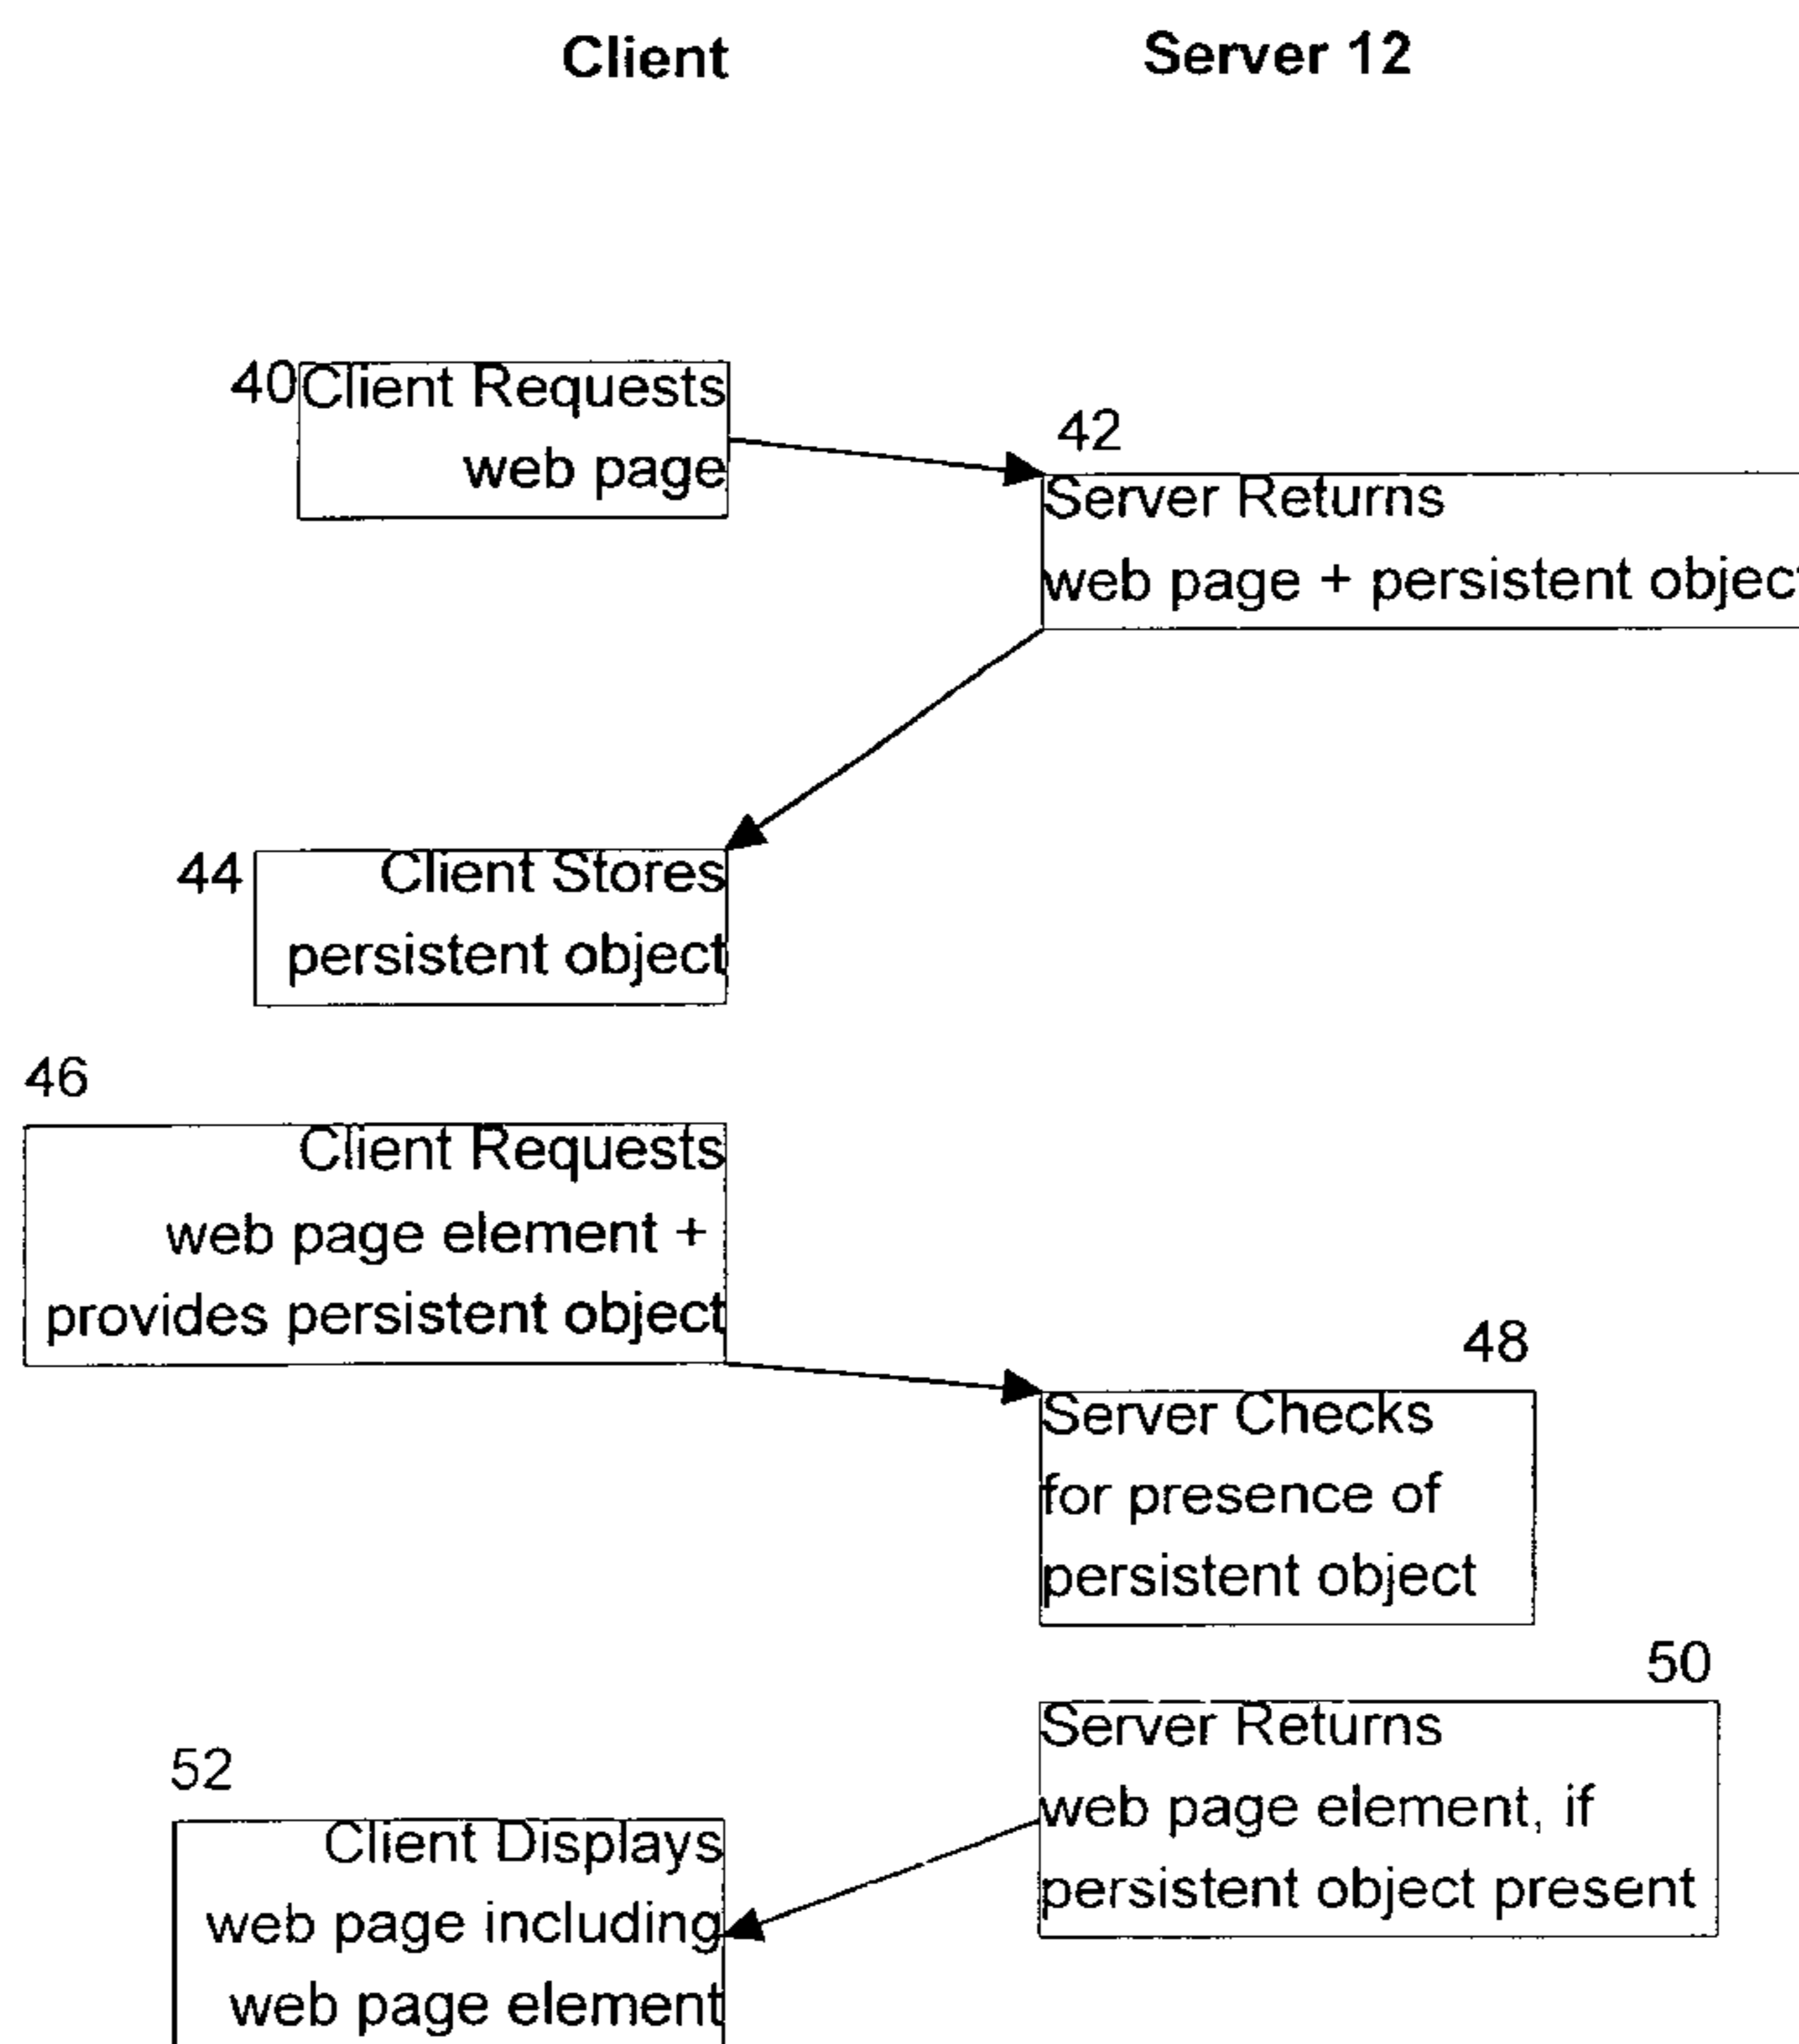 Client
Server 12
40
Client Requests
web page
42
Server Returns
web page + persistent object
44
Client Stores
persistent object
46
Client Requests
web page element +
provides persistent object
48
Server Checks
for presence of
persistent object
50
Server Returns
web page element, if
persistent object present
52
Client Displays
web page including
web page element